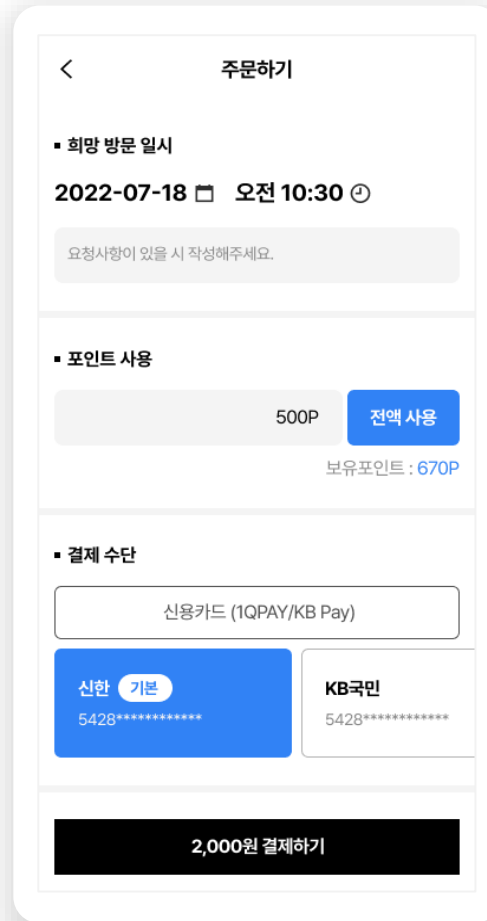 주문하기
희망 방문 일시
2022-07-18 오전 10:30
요청사항이 있을 시 작성해주세요.
포인트 사용
500P 전액 사용
보유포인트 : 670P
결제 수단
신용카드 (1QPAY/KB Pay)
신한 기본 KB국민
5428************ 5428************
2,000원 결제하기